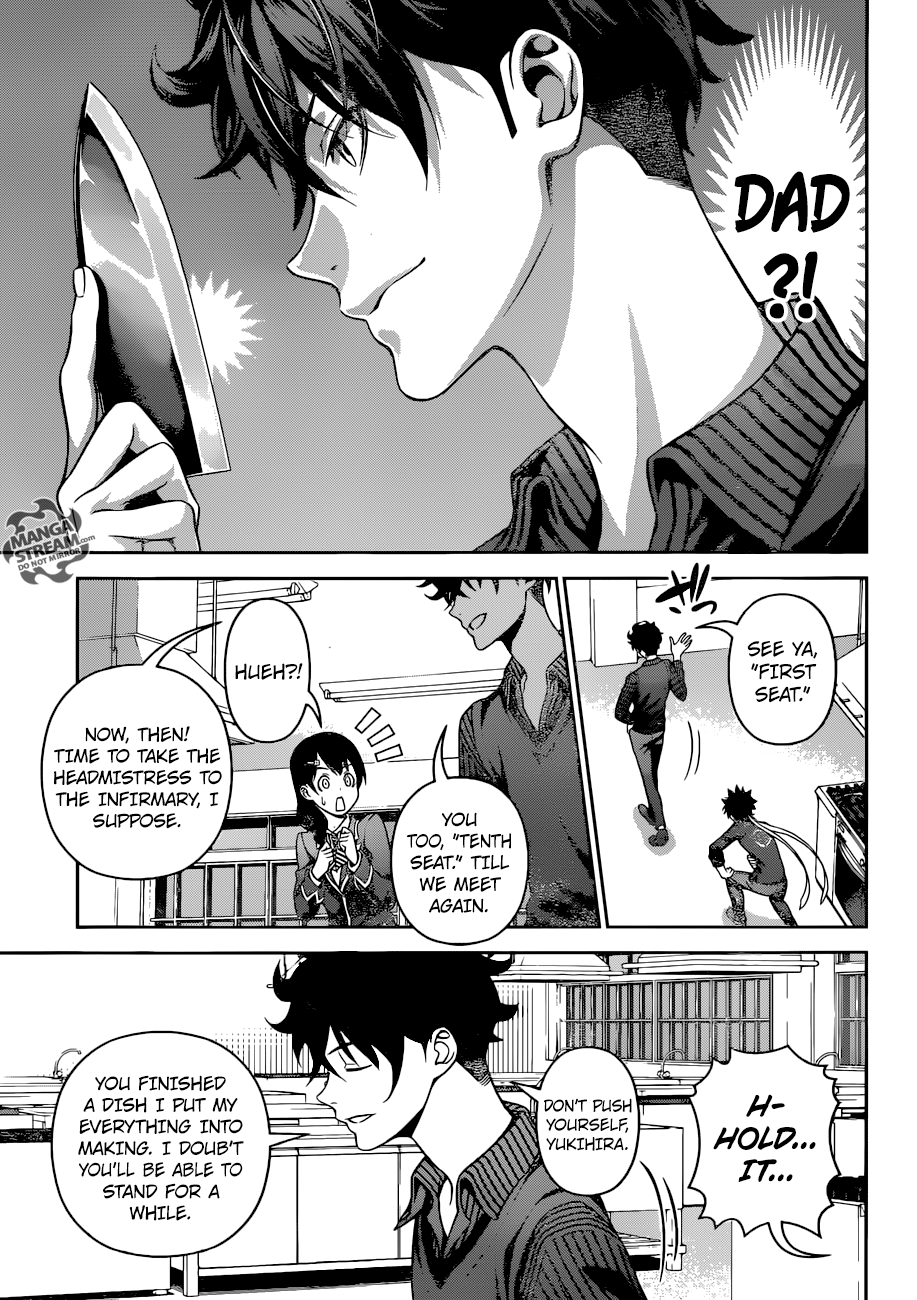 DAD
?!
MANGA
STREAM.com
DO NOT MIRROR
SEE YA,
"FIRST
SEAT."
YOU
TOO, "TENTH
SEAT." TILL
WE MEET
AGAIN.
HUEH?!
NOW, THEN!
TIME TO TAKE THE
HEADMISTRESS TO
THE INFIRMARY, I
SUPPOSE.
H-
HOLD...
IT...
DON'T PUSH
YOURSELF,
YUKIHIRA.
YOU FINISHED
A DISH I PUT MY
EVERYTHING INTO
MAKING. I DOUBT
YOU'LL BE ABLE TO
STAND FOR A
WHILE.